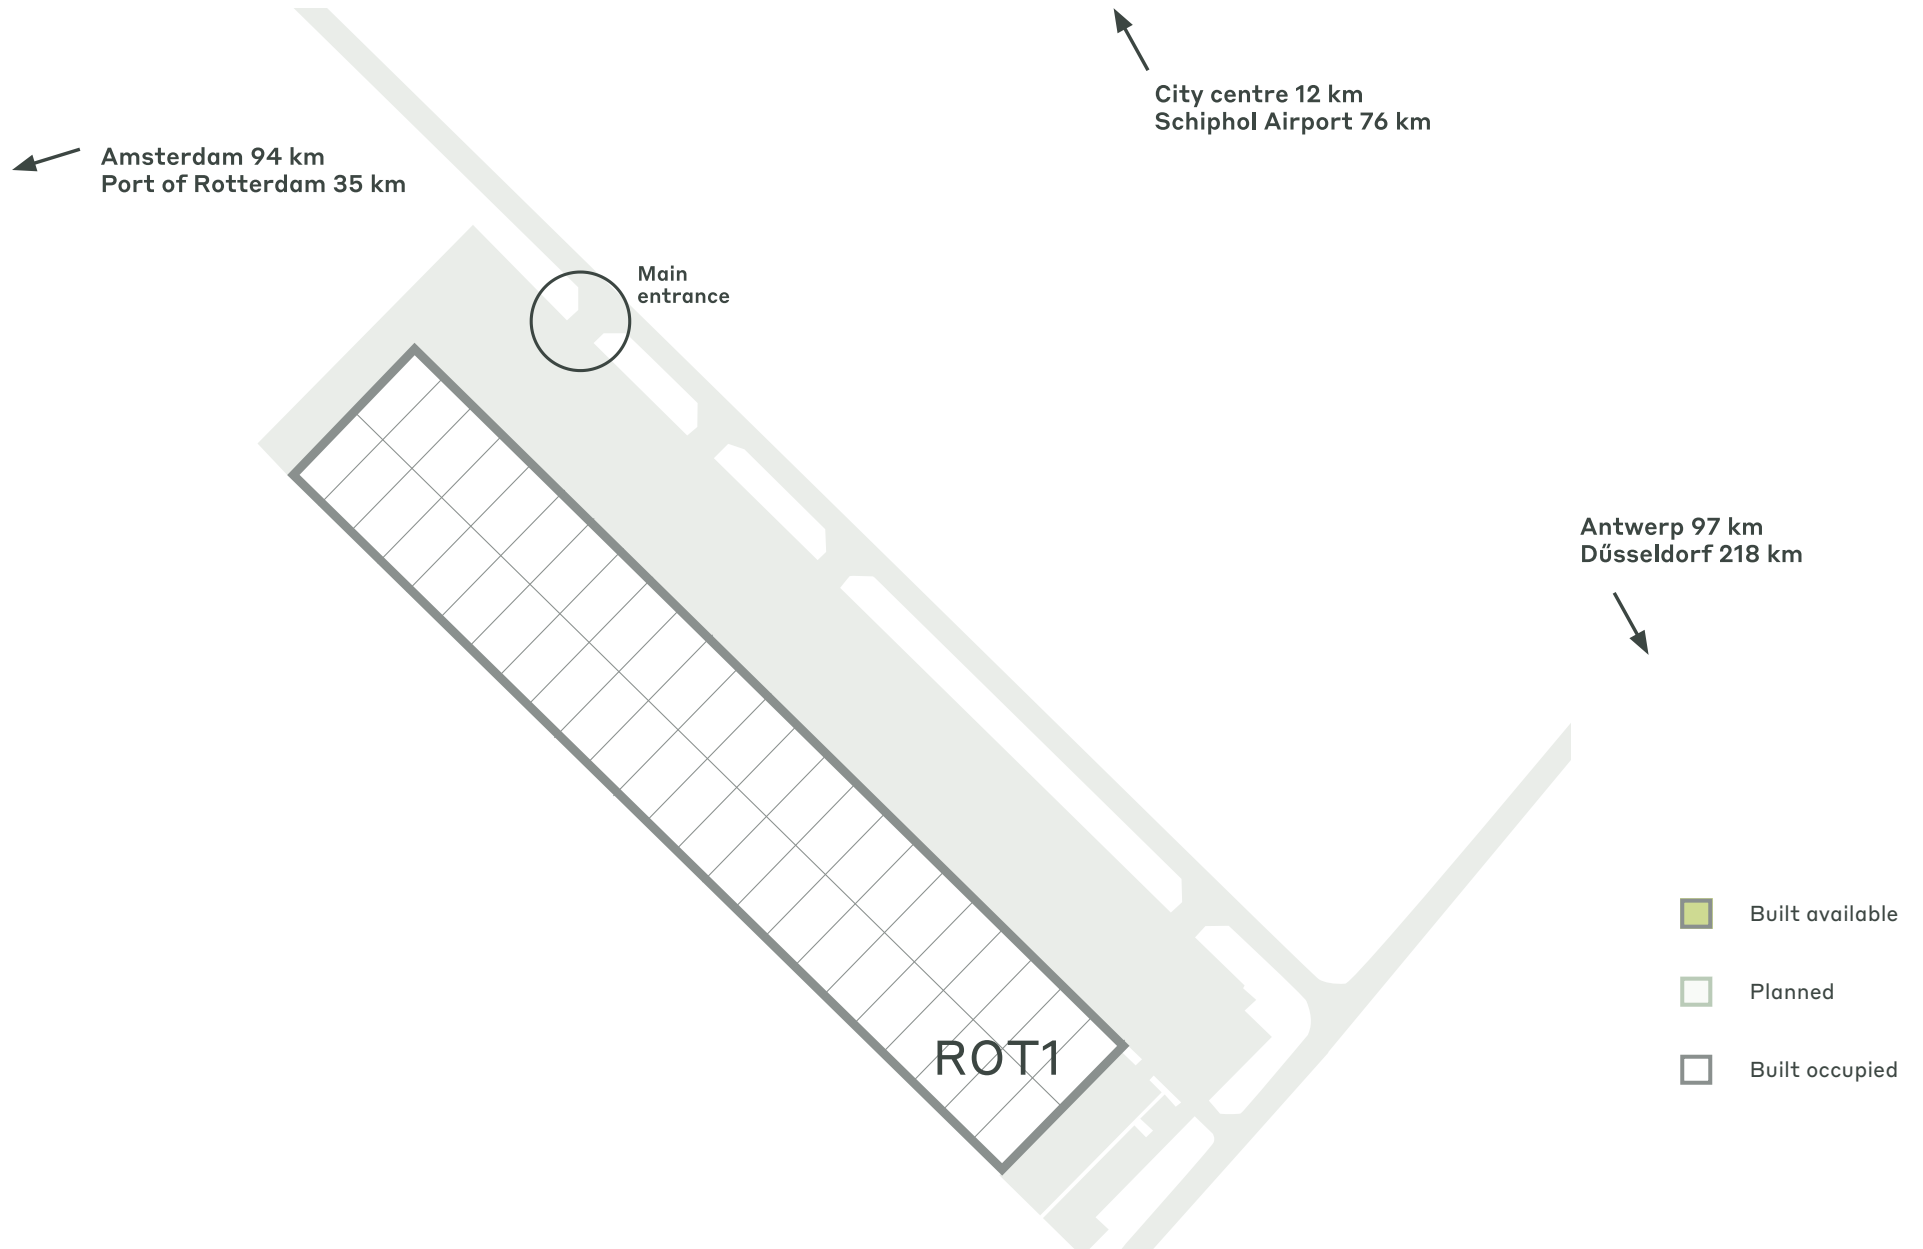 City centre 12 km
Schiphol Airport 76 km
Amsterdam 94 km
Port of Rotterdam 35 km
Main
entrance
Antwerp 97 km
Dűsseldorf 218 km
Built available
Planned
ROT1
Built occupied